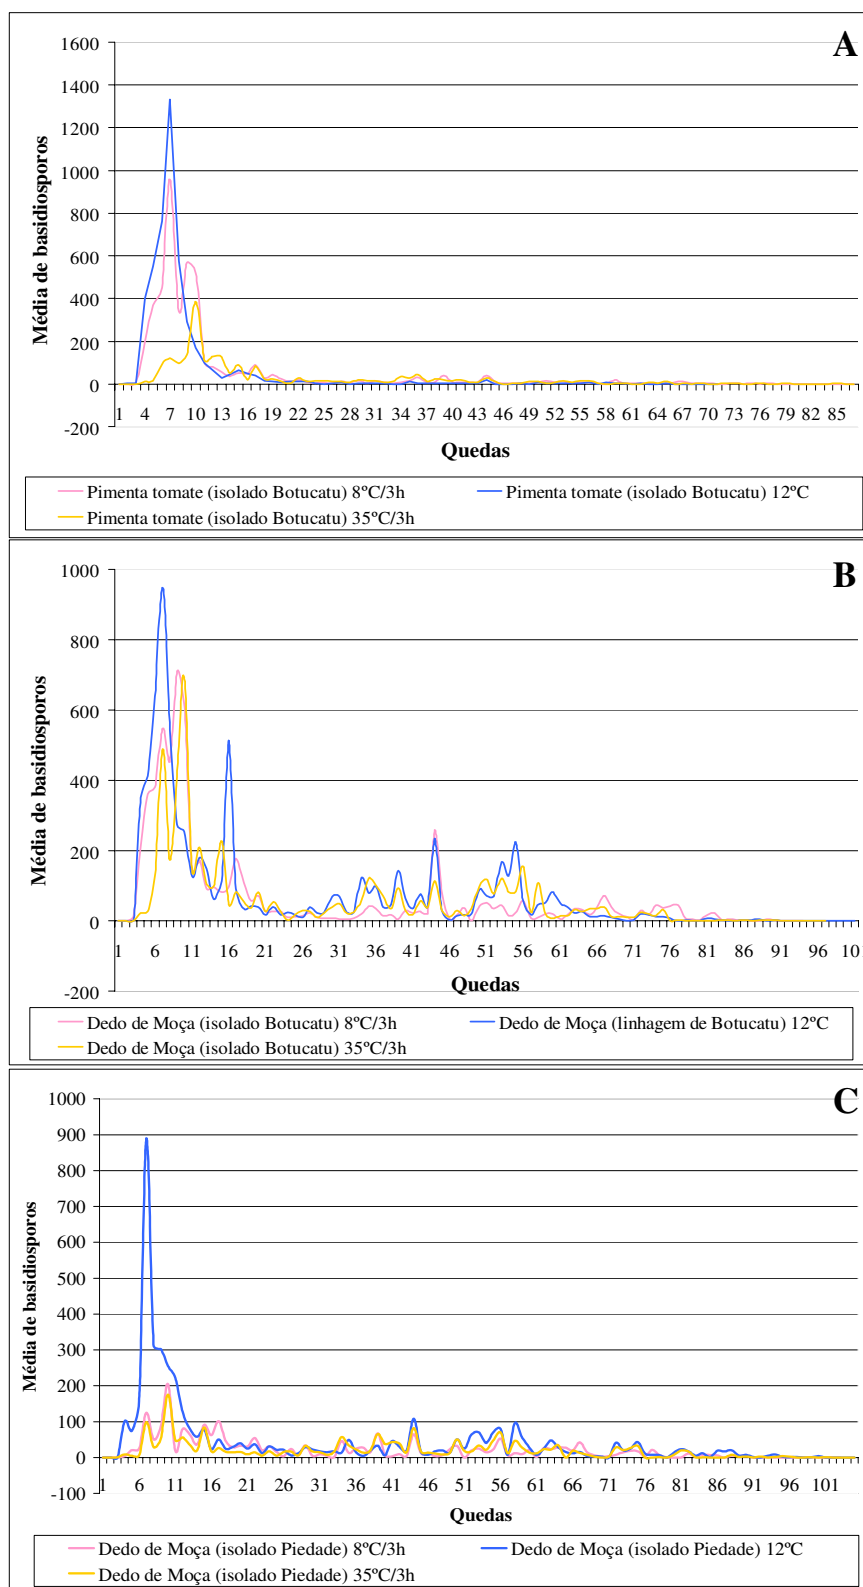 A
1600
1400
1200
1000
800
600
400
200
0
-200
Média de basidiosporos
1 4 7 10 13 16 19 22 25 28 31 34 37 40 43 46 49 52 55 58 61 64 67 70 73 76 79 82 85
Quedas
Pimenta tomate (isolado Botucatu) 8ºC/3h
Pimenta tomate (isolado Botucatu) 12ºC
Pimenta tomate (isolado Botucatu) 35ºC/3h
B
1000
800
600
400
200
0
-200
Média de basidiosporos
1 6 11 16 21 26 31 36 41 46 51 56 61 66 71 76 81 86 91 96 101
Quedas
Dedo de Moça (isolado Botucatu) 8ºC/3h
Dedo de Moça (linhagem de Botucatu) 12ºC
Dedo de Moça (isolado Botucatu) 35ºC/3h
C
1000
900
800
700
600
500
400
300
200
100
0
-100
Média de basidiosporos
1 6 11 16 21 26 31 36 41 46 51 56 61 66 71 76 81 86 91 96 101
Quedas
Dedo de Moça (isolado Piedade) 8ºC/3h
Dedo de Moça (isolado Piedade) 12ºC
Dedo de Moça (isolado Piedade) 35ºC/3h